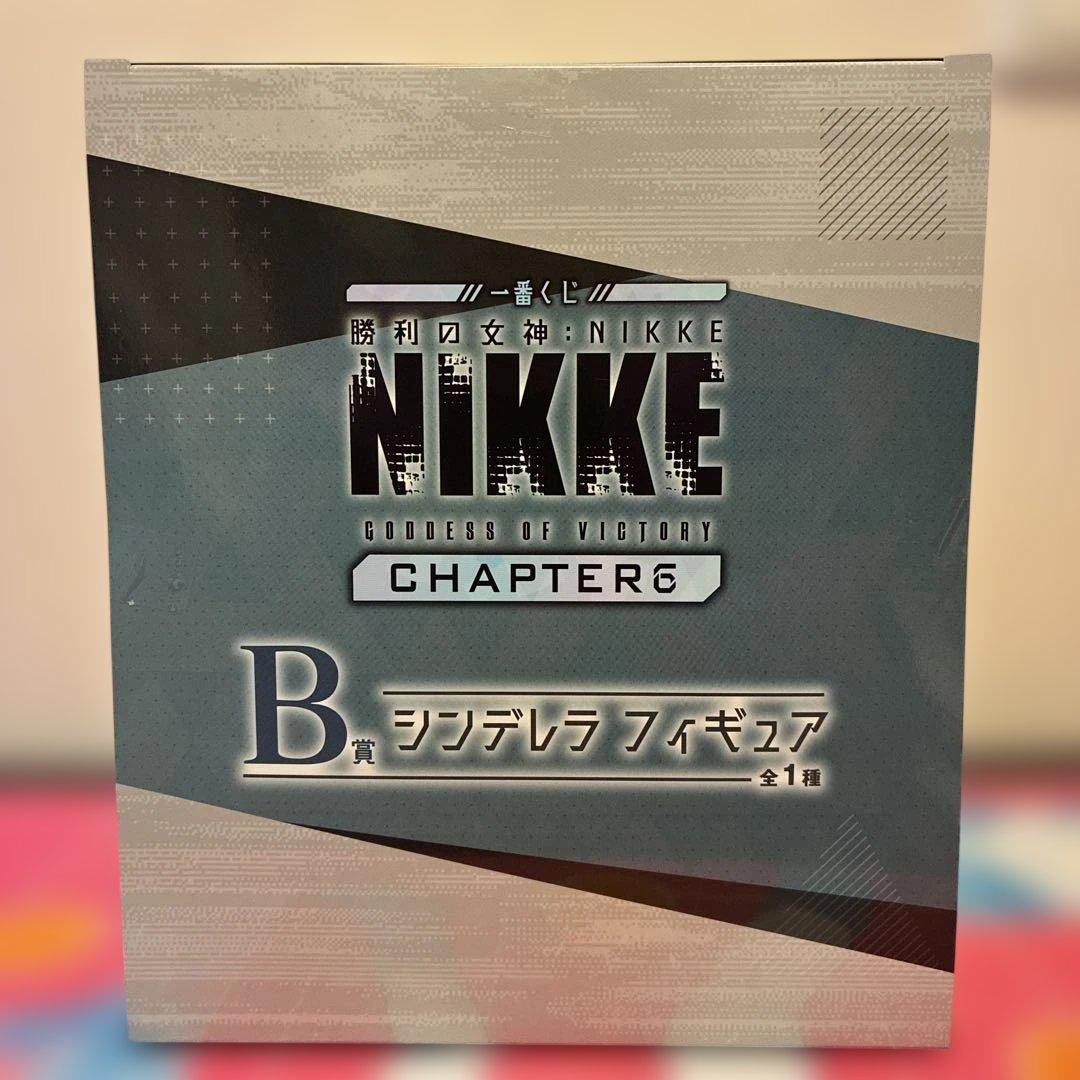 一番くじ
勝利の女神:NIKKE
NIKKE
GODDESS OF VICTORY
CHAPTER6
B賞 シンデレラ フィギュア
全1種